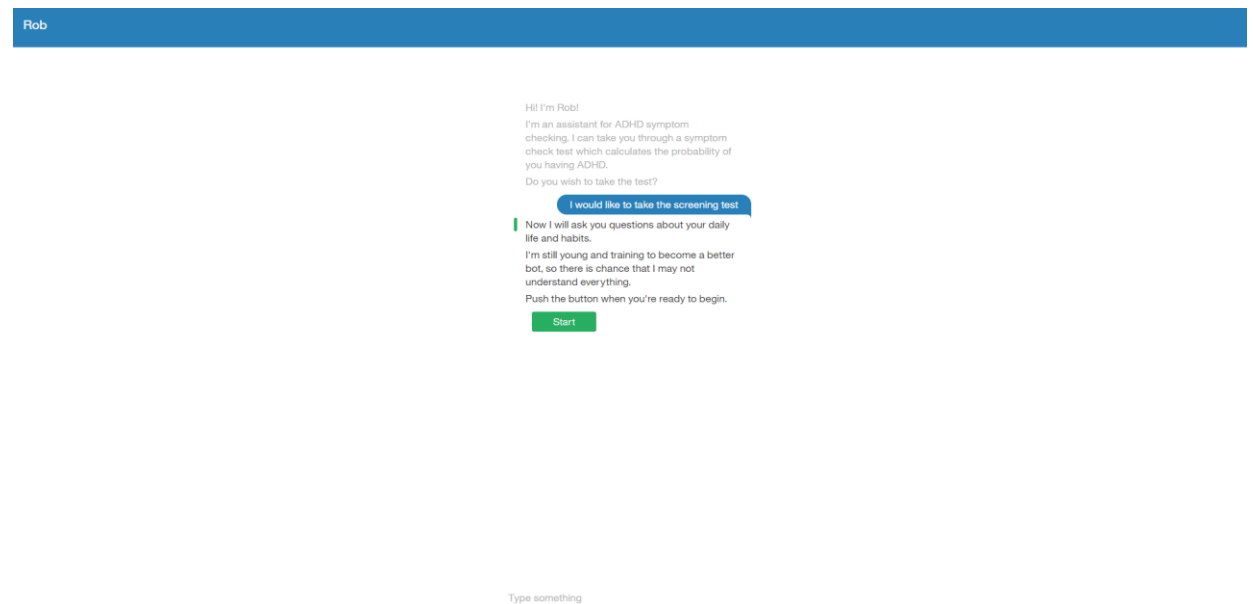 Rob
Hi! I'm Rob!
I'm an assistant for ADHD symptom
checking. I can take you through a symptom
check test which calculates the probability of
you having ADHD.
Do you wish to take the test?
I would like to take the screening test
Now I will ask you questions about your daily
life and habits.
I'm still young and training to become a better
bot, so there is chance that I may not
understand everything.
Push the button when you're ready to begin.
Start
Type something